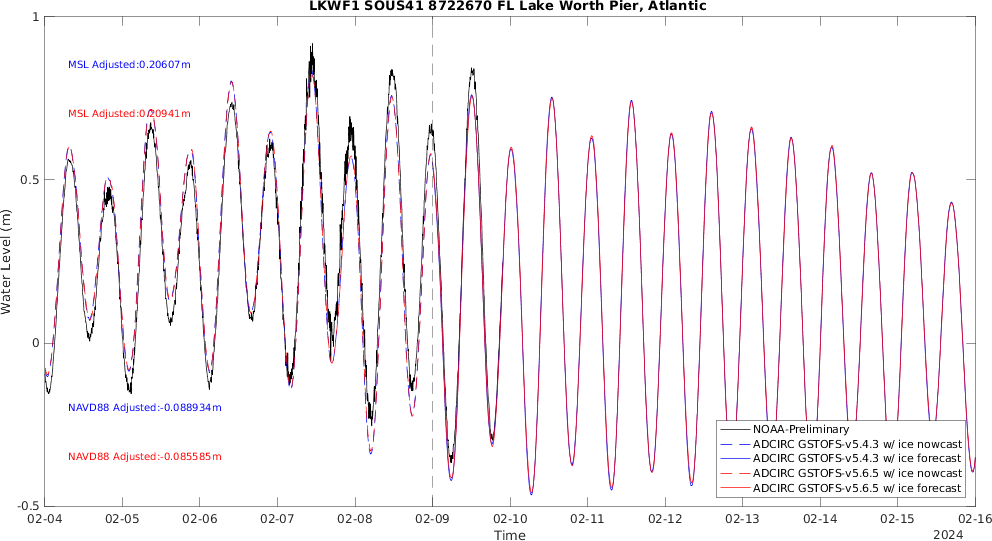 LKWF1 SOUS41 8722670 FL Lake Worth Pier, Atlantic
Water Level (m)
1
0.5
0
-0.5
MSL Adjusted:0.20607m
MSL Adjusted:0.20941m
NAVD88 Adjusted:-0.088934m
NAVD88 Adjusted:-0.085585m
NOAA-Preliminary
ADCIRC GSTOFS-v5.4.3 w/ ice nowcast
ADCIRC GSTOFS-v5.4.3 w/ ice forecast
ADCIRC GSTOFS-v5.6.5 w/ ice nowcast
ADCIRC GSTOFS-v5.6.5 w/ ice forecast
02-04 02-05 02-06 02-07 02-08 02-09 02-10 02-11 02-12 02-13 02-14 02-15 02-16
Time
2024